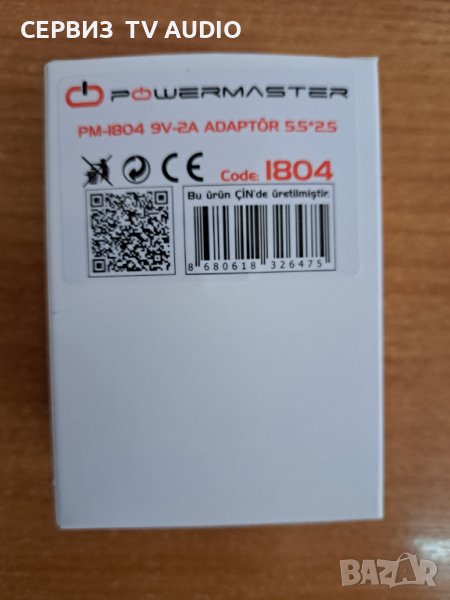 СЕРВИЗ TV AUDIO
POWERMASTER
PM-1804 9V-2A ADAPTÖR 5.5*2.5
CE Code: 1804
Bu ürün ÇİN'de üretilmiştir.
8 680618 326475
BAZAR